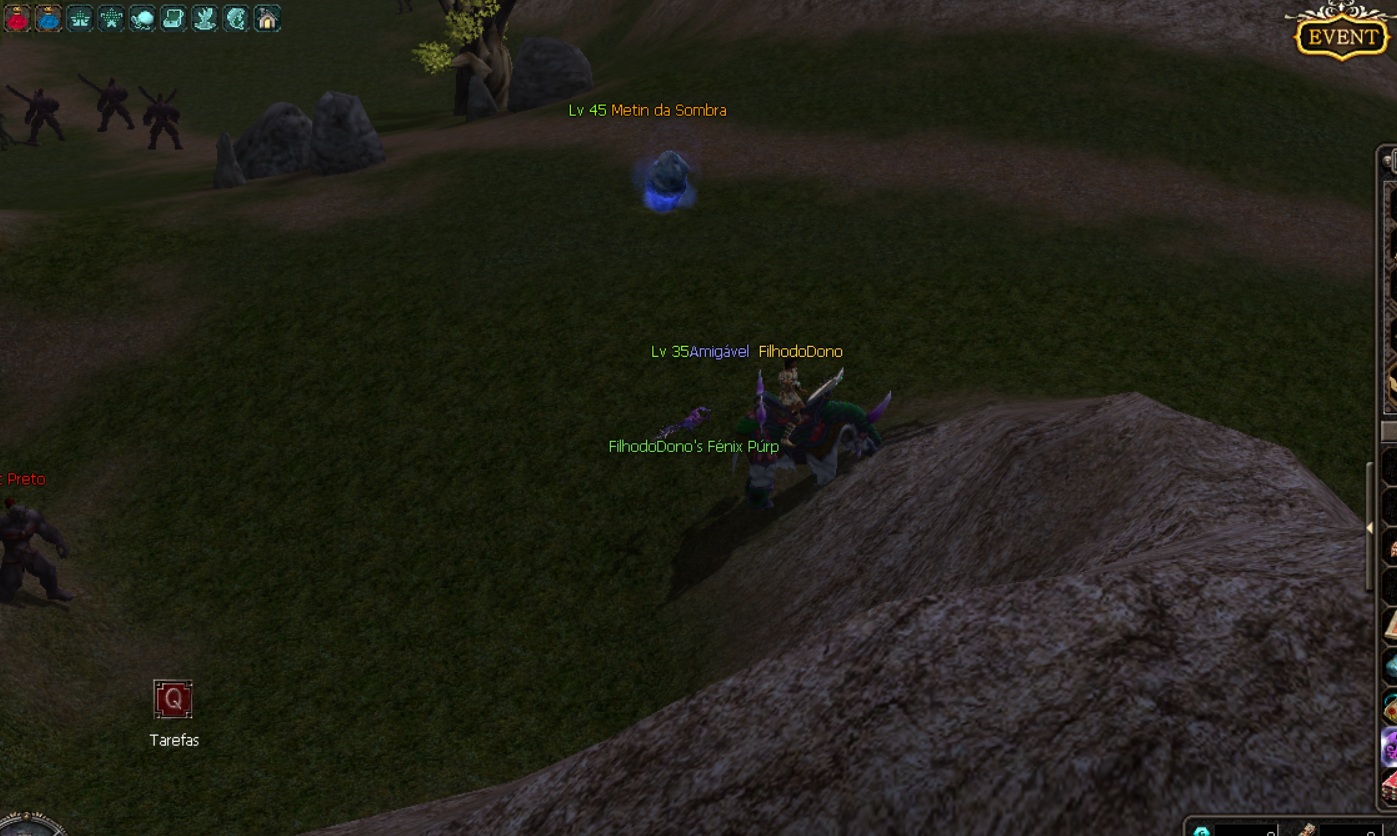 EVENT
Lv 45 Metin da Sombra
Lv 35Amigável FilhodoDono
FilhodoDono's Fénix Púrp
Preto
Q
Tarefas